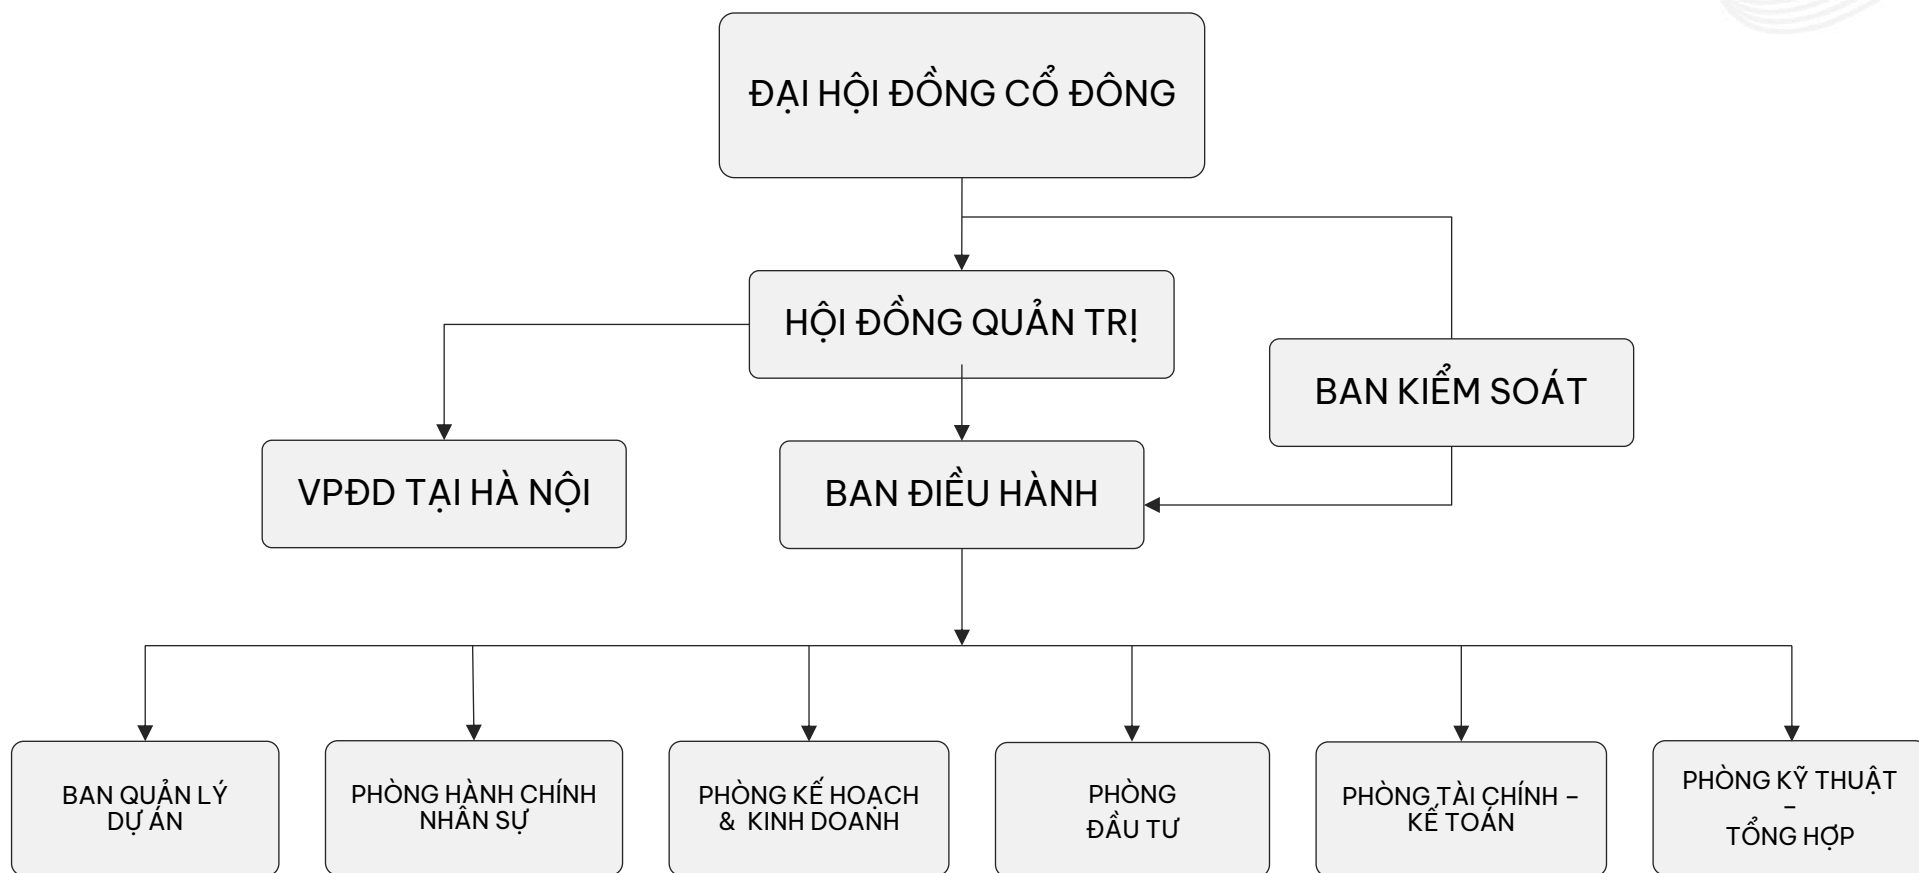 ĐẠI HỘI ĐỒNG CỔ ĐÔNG
HỘI ĐỒNG QUẢN TRỊ
BAN KIỂM SOÁT
VPĐD TẠI HÀ NỘI
BAN ĐIỀU HÀNH
BAN QUẢN LÝ
DỰ ÁN
PHÒNG HÀNH CHÍNH
NHÂN SỰ
PHÒNG KẾ HOẠCH
& KINH DOANH
PHÒNG
ĐẦU TƯ
PHÒNG TÀI CHÍNH –
KẾ TOÁN
PHÒNG KỸ THUẬT
–
TỔNG HỢP